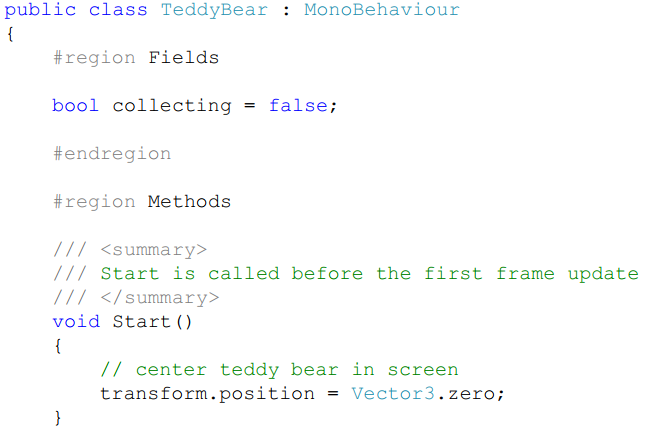 public class TeddyBear : MonoBehaviour
{
    #region Fields

    bool collecting = false;

    #endregion

    #region Methods

    /// <summary>
    /// Start is called before the first frame update
    /// </summary>
    void Start()
    {
        // center teddy bear in screen
        transform.position = Vector3.zero;
    }